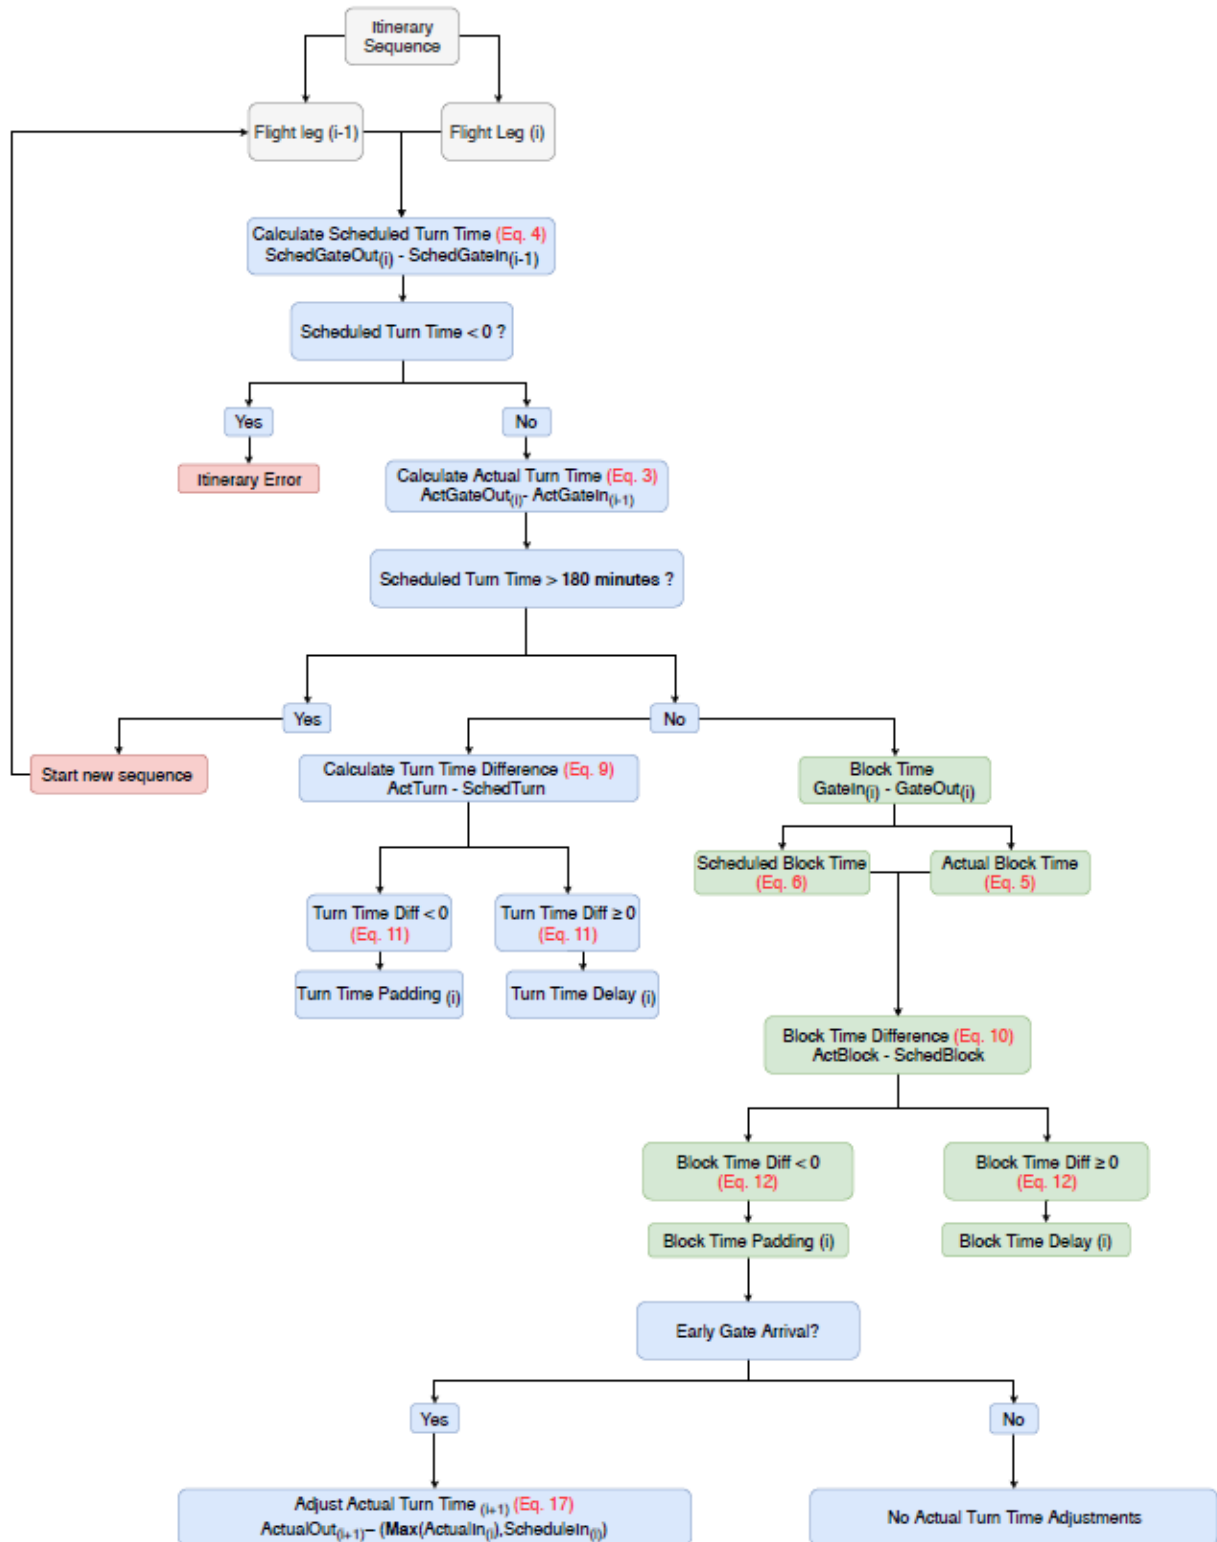 Itinerary
Sequence
Flight leg (i-1)
Flight Leg (i)
Calculate Scheduled Turn Time (Eq. 4)
SchedGateOut(i) - SchedGateIn(i-1)
Scheduled Turn Time < 0 ?
Yes
No
Itinerary Error
Calculate Actual Turn Time (Eq. 3)
ActGateOut(i)- ActGateIn(i-1)
Scheduled Turn Time > 180 minutes ?
Yes
No
Start new sequence
Calculate Turn Time Difference (Eq. 9)
ActTurn - SchedTurn
Block Time
GateIn(i) - GateOut(i)
Scheduled Block Time
(Eq. 6)
Actual Block Time
(Eq. 5)
Turn Time Diff < 0
(Eq. 11)
Turn Time Diff ≥ 0
(Eq. 11)
Turn Time Padding (i)
Turn Time Delay (i)
Block Time Difference (Eq. 10)
ActBlock - SchedBlock
Block Time Diff < 0
(Eq. 12)
Block Time Diff ≥ 0
(Eq. 12)
Block Time Padding (i)
Block Time Delay (i)
Early Gate Arrival?
Yes
No
Adjust Actual Turn Time (i+1) (Eq. 17)
ActualOut(i+1)– (Max(ActualIn(i)),ScheduleIn(i))
No Actual Turn Time Adjustments